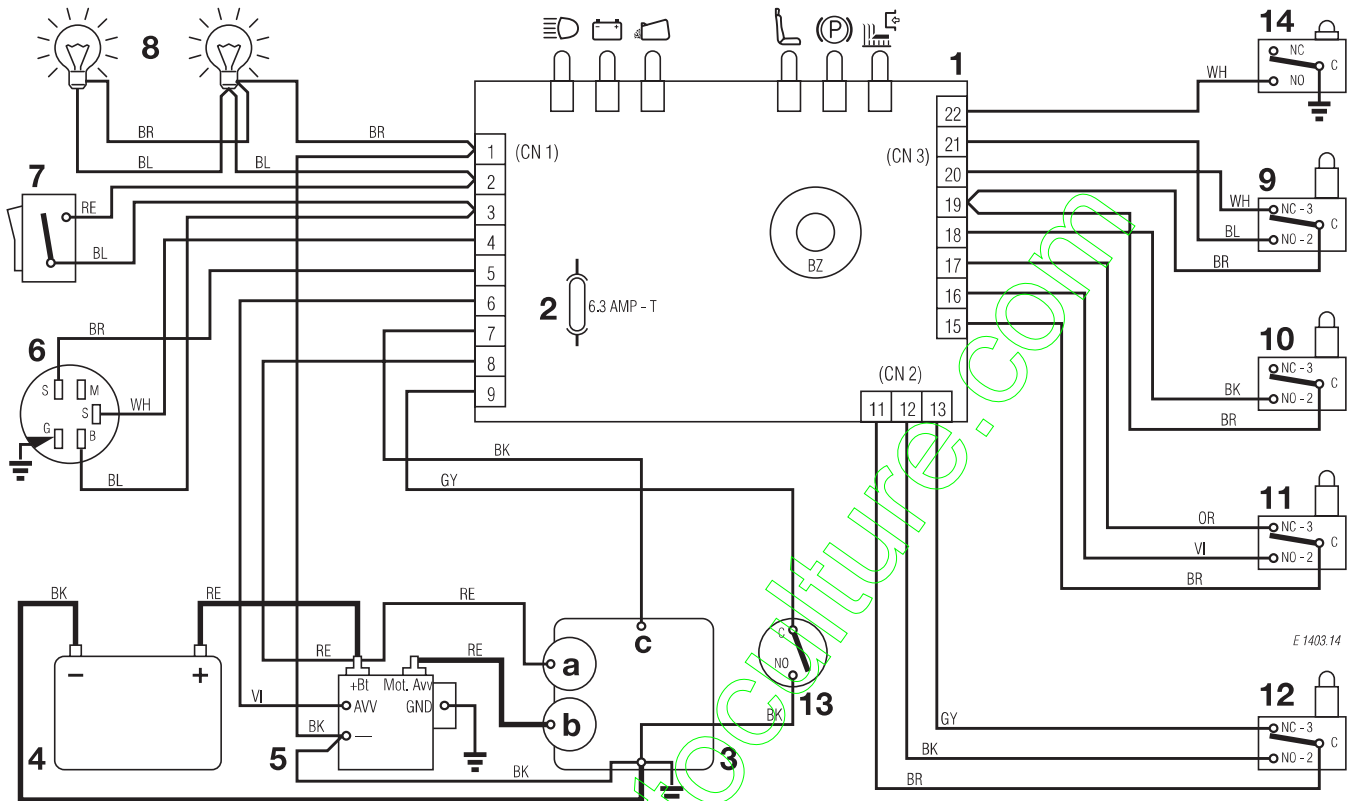 14
NC
C
NO
WH
8
P
1
22
1
(CN 1)
BR
BR
BL
BL
2
3
4
5
6
7
8
9
7
RE
BL
21
(CN 3)
20
19
18
17
16
15
9
WH
NC - 3
C
BL
NO - 2
BR
BZ
2
6.3 AMP - T
BR
6
S
M
S
WH
G
B
BL
10
NC - 3
C
BK
NO - 2
BR
(CN 2)
11
12
13
BK
GY
11
OR
NC - 3
C
VI
NO - 2
BR
E 1403.14
BK
RE
RE
RE
RE
- +
4
+Bt
Mot. Avv
VI
AVV
GND
BK
—
5
BK
a
b
c
3
C
NO
13
BK
12
GY
NC - 3
C
BK
NO - 2
BR
toculture.com